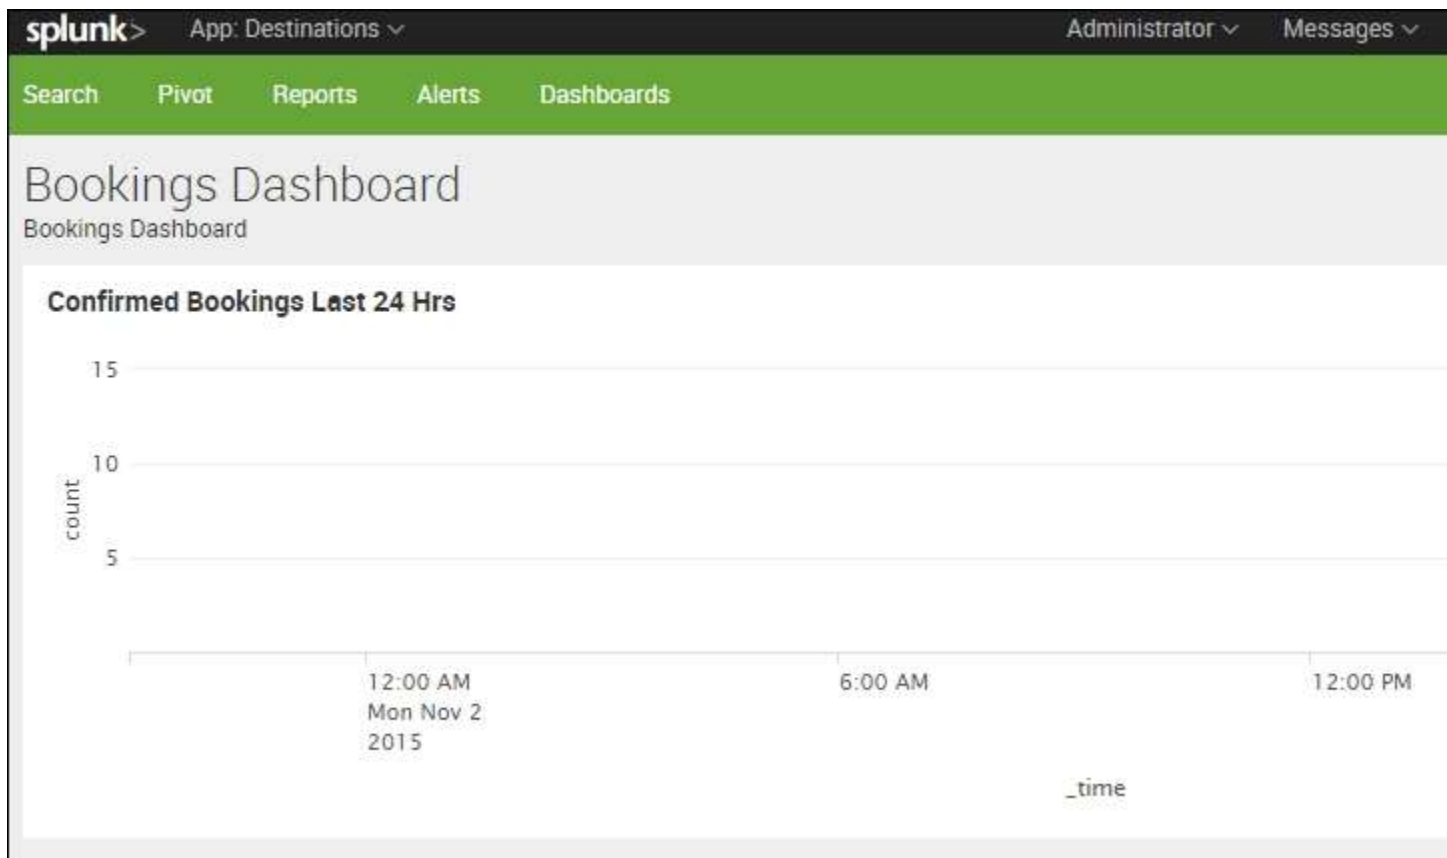 splunk> App: Destinations Administrator Messages
Search Pivot Reports Alerts Dashboards
Bookings Dashboard
Bookings Dashboard
Confirmed Bookings Last 24 Hrs
15
10
count
5
12:00 AM 6:00 AM 12:00 PM
Mon Nov 2
2015
_time